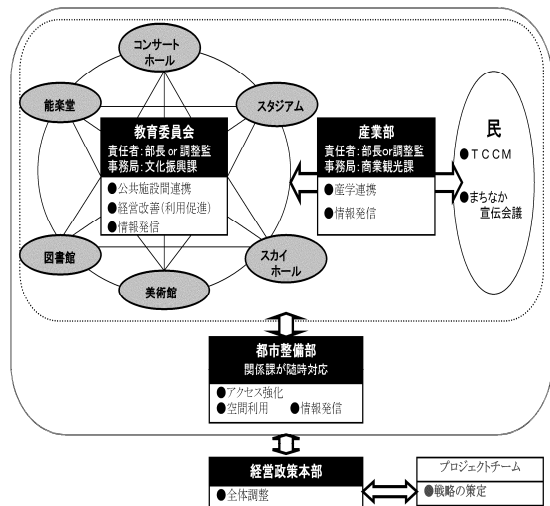 コンサート
ホール
能楽堂
スタジアム
教育委員会
責任者:部長or調整監
事務局:文化振興課
●公共施設間連携
●経営改善(利用促進)
●情報発信
図書館
美術館
スカイ
ホール
産業部
責任者:部長or調整監
事務局:商業観光課
●産学連携
●情報発信
民
●TCCM
●まちなか
宣伝会議
都市整備部
関係課が随時対応
●アクセス強化
●空間利用 ●情報発信
経営政策本部
●全体調整
プロジェクトチーム
●戦略の策定